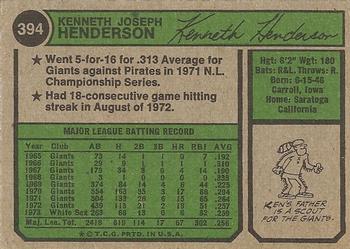 394
KENNETH JOSEPH
HENDERSON
Kenneth Henderson
★ Went 5-for-16 for .313 Average for
Giants against Pirates in 1971 N.L.
Championship Series.
★ Had 18-consecutive game hitting
streak in August of 1972.
Hgt: 6'2" Wgt: 180
Bats: R&L. Throws: R.
Born: 6-15-46
Carroll, Iowa
Home: Saratoga
California
MAJOR LEAGUE BATTING RECORD
Year Club AB H 2B 3B HR RBI AVG.
1965 Giants 73 14 1 0 0 7 .192
1966 Giants 29 9 1 1 1 1 .310
1967 Giants 179 34 3 0 4 14 .190
1968 Giants 3 1 0 0 0 0 .333
1969 Giants 374 84 14 4 6 44 .225
1970 Giants 554 163 35 3 17 88 .294
1971 Giants 504 133 26 6 15 65 .264
1972 Giants 439 113 21 2 18 51 .257
1973 White Sox 262 68 13 0 6 32 .260
Maj. Lea. Tot. 2417 619 114 16 67 302 .256
★ © T.C.G. PRTD. IN U.S.A.
KEN'S FATHER
IS A SCOUT
FOR THE GIANTS.